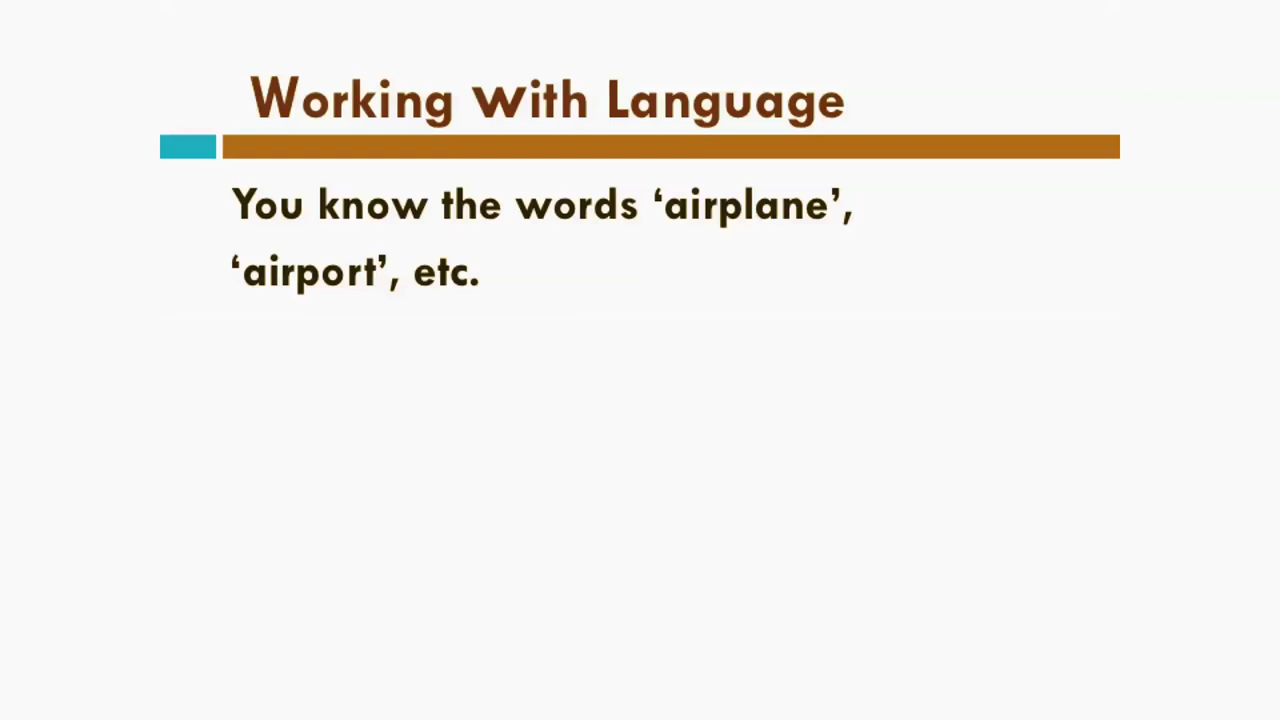 Working with Language
You know the words ‘airplane’,
‘airport’, etc.